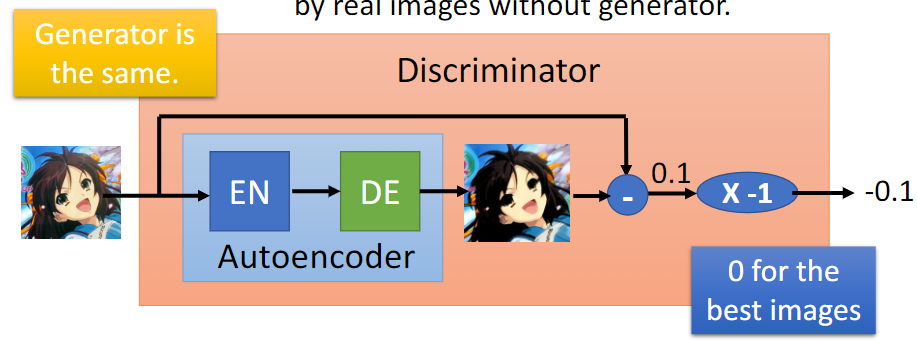 by real images without generator.
Generator is
the same.
Discriminator
EN
DE
Autoencoder
-
0.1
X -1
-0.1
0 for the
best images